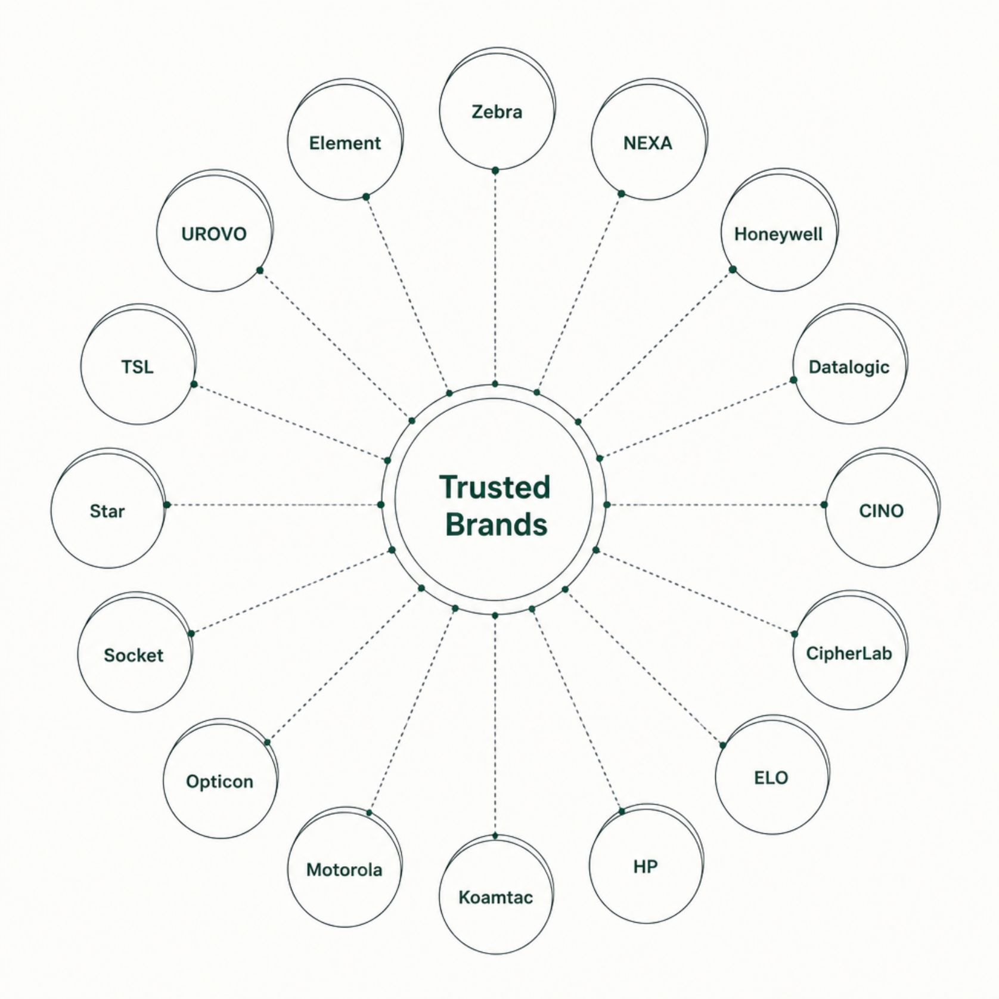 Zebra
Element
NEXA
UROVO
Honeywell
TSL
Datalogic
Trusted
Brands
Star
CINO
Socket
CipherLab
Opticon
ELO
Motorola
HP
Koamtac